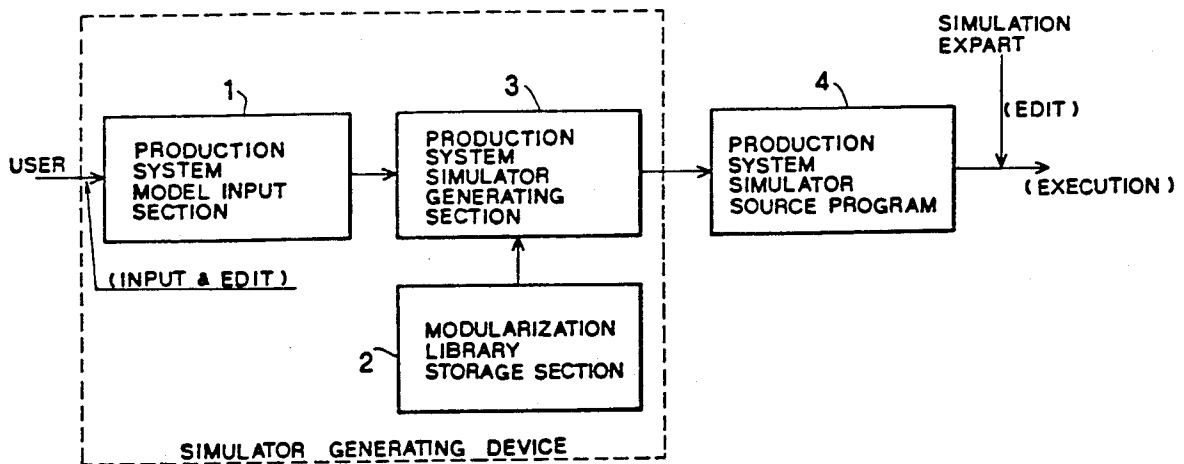 SIMULATION
EXPART
1
3
4
(EDIT)
USER
PRODUCTION
SYSTEM
MODEL INPUT
SECTION
PRODUCTION
SYSTEM
SIMULATOR
GENERATING
SECTION
PRODUCTION
SYSTEM
SIMULATOR
SOURCE PROGRAM
(EXECUTION)
(INPUT & EDIT)
2
MODULARIZATION
LIBRARY
STORAGE SECTION
SIMULATOR GENERATING DEVICE